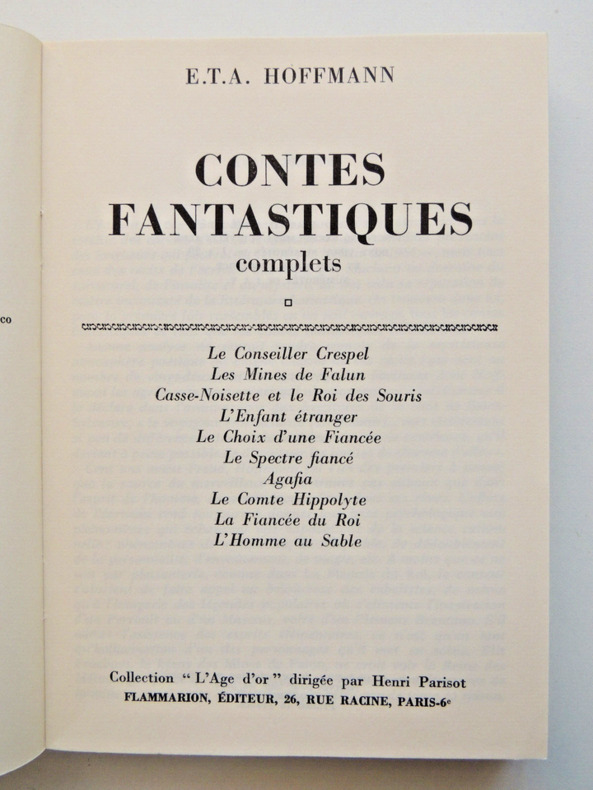 E.T.A. HOFFMANN
CONTES
FANTASTIQUES
complets
Le Conseiller Crespel
Les Mines de Falun
Casse-Noisette et le Roi des Souris
L'Enfant étranger
Le Choix d'une Fiancée
Le Spectre fiancé
Agafia
Le Comte Hippolyte
La Fiancée du Roi
L'Homme au Sable
Collection “ L'Age d'or ” dirigée par Henri Parisot
FLAMMARION, ÉDITEUR, 26, RUE RACINE, PARIS-6e